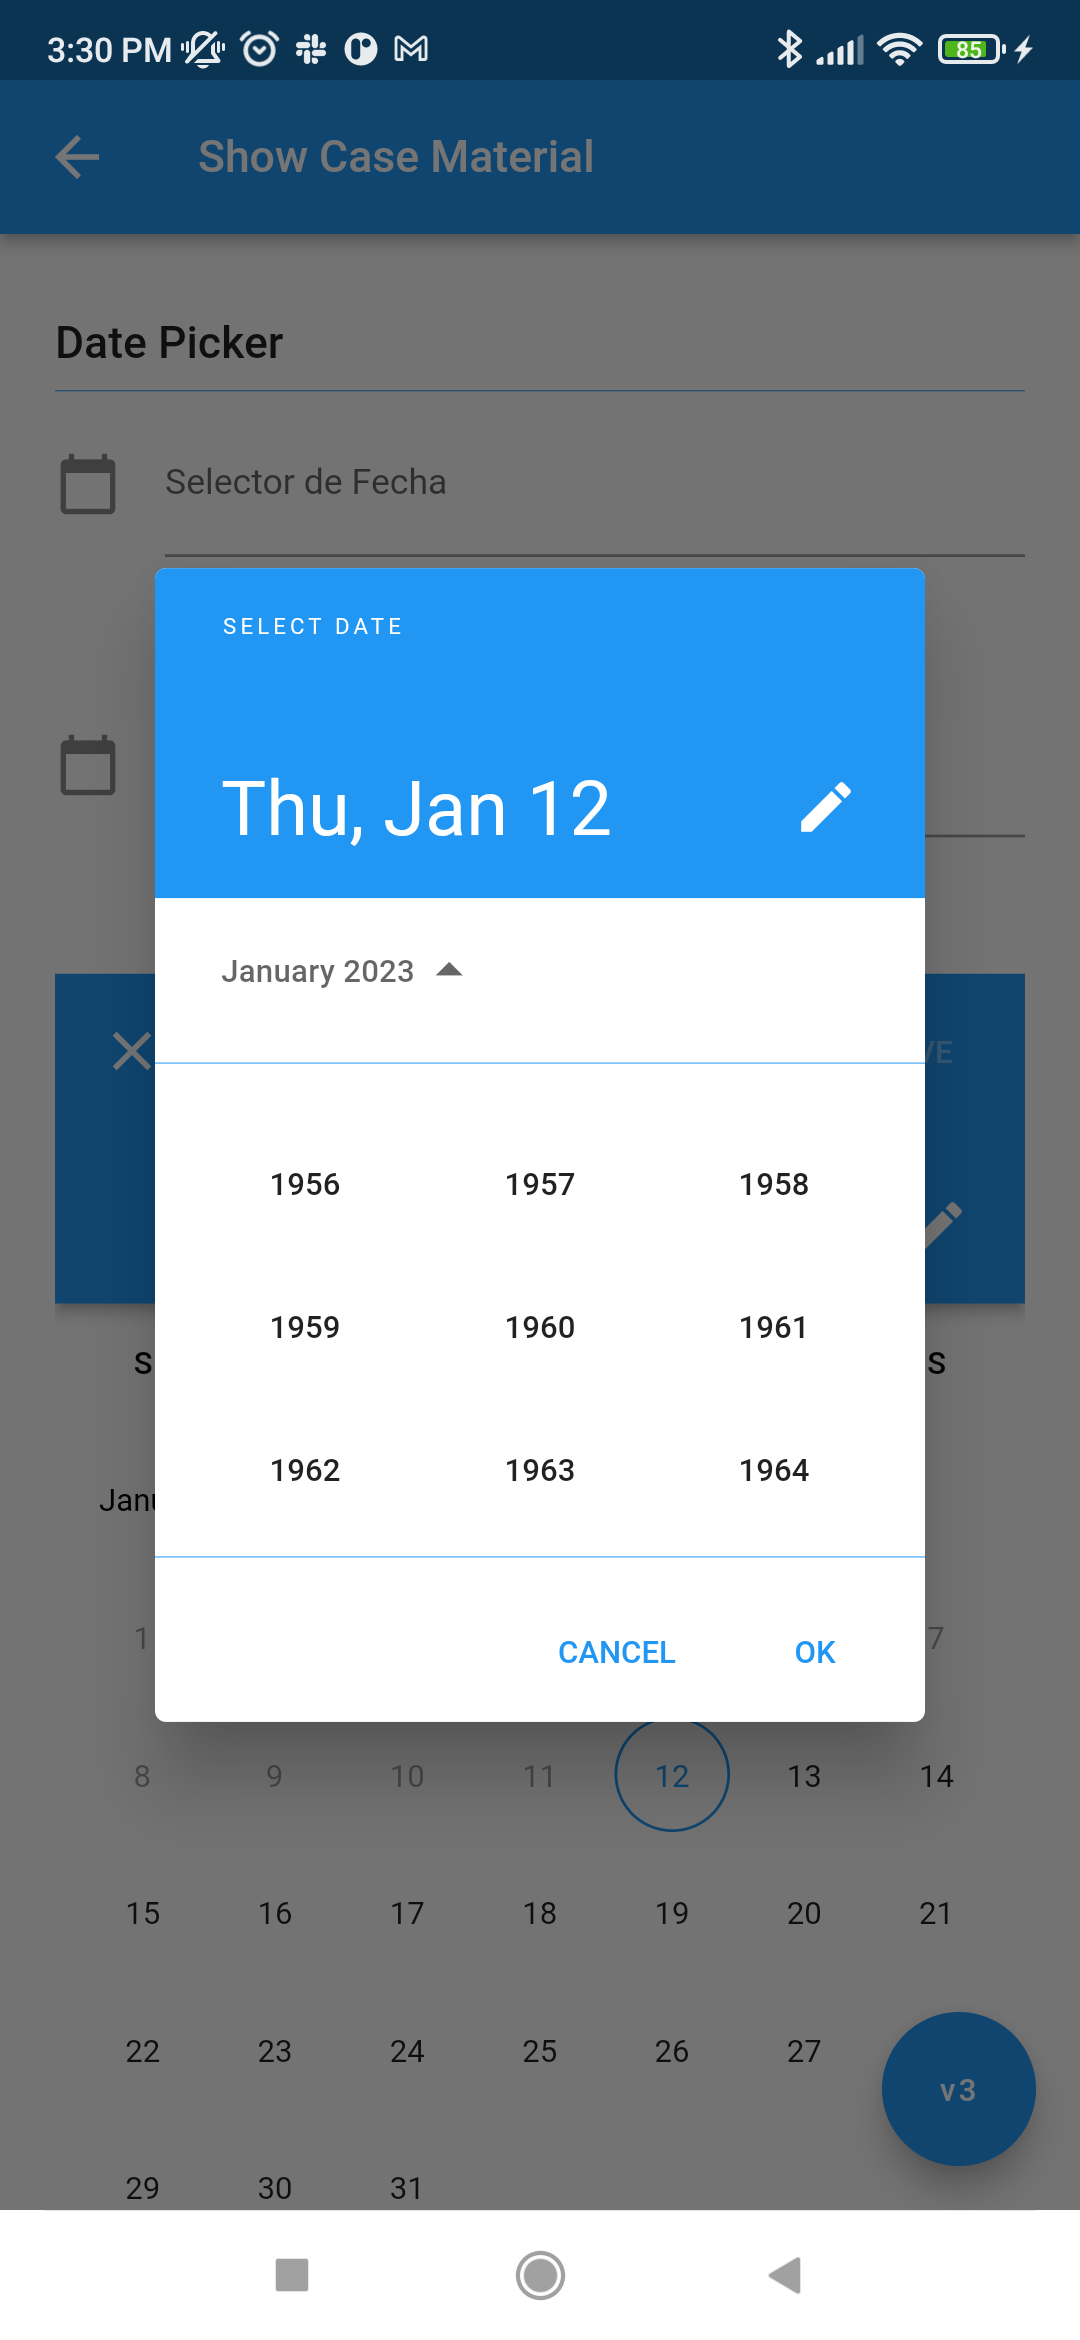 3:30 PM 85
Show Case Material
Date Picker
Selector de Fecha
SELECT DATE
Thu, Jan 12
January 2023
VE
1956 1957 1958
1959 1960 1961
S S
1962 1963 1964
Janu
CANCEL OK
1 7
8 9 10 11 12 13 14
15 16 17 18 19 20 21
22 23 24 25 26 27
v3
29 30 31